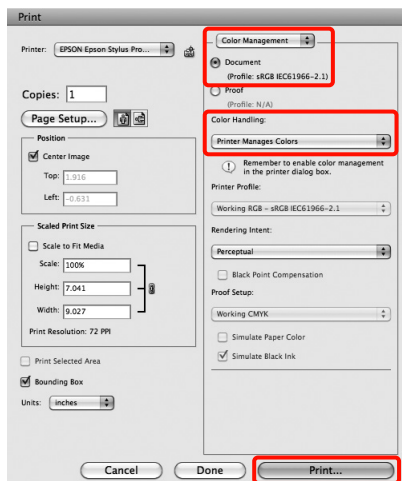 Print
Printer: EPSON Epson Stylus Pro...
Copies: 1
Page Setup...
Position
Center Image
Top: 1.916
Left: -0.631
Scaled Print Size
Scale to Fit Media
Scale: 100%
Height: 7.041
Width: 9.027
Print Resolution: 72 PPI
Print Selected Area
Bounding Box
Units: inches
Color Management
Document
(Profile: sRGB IEC61966-2.1)
Proof
(Profile: N/A)
Color Handling:
Printer Manages Colors
Remember to enable color management
in the printer dialog box.
Printer Profile:
Working RGB - sRGB IEC61966-2.1
Rendering Intent:
Perceptual
Black Point Compensation
Proof Setup:
Working CMYK
Simulate Paper Color
Simulate Black Ink
Cancel
Done
Print...